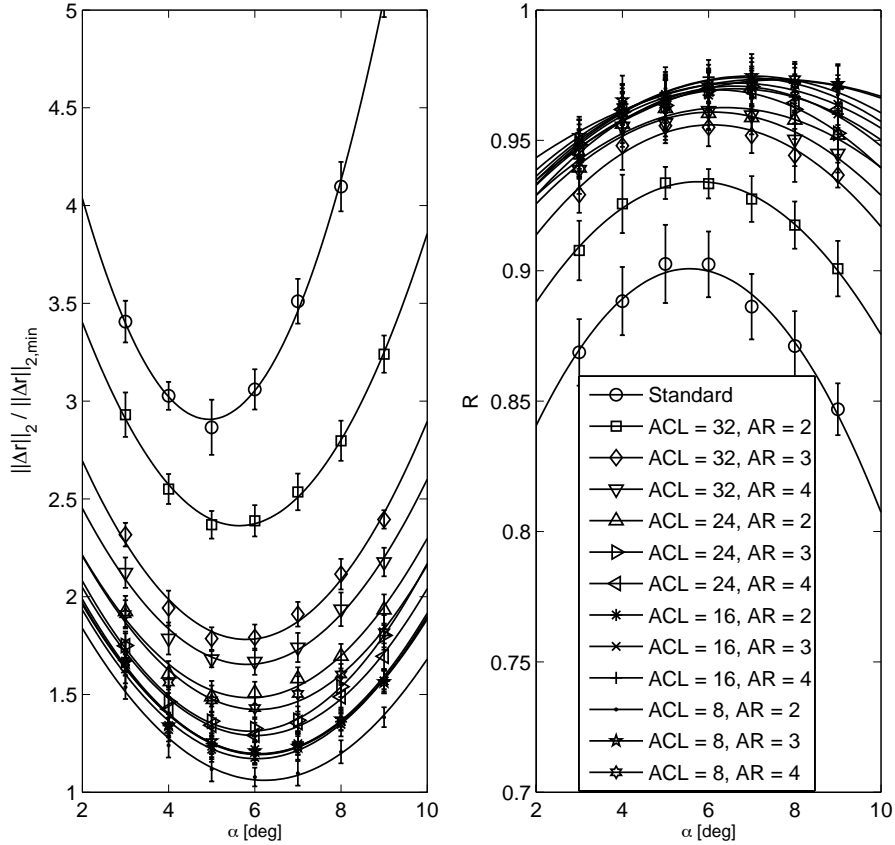 5
4.5
4
3.5
3
2.5
2
1.5
1
2 4 6 8 10
α [deg]
||Δr||₂ / ||Δr||₂,min
1
0.95
0.9
0.85
0.8
0.75
0.7
2 4 6 8 10
α [deg]
R
Standard
ACL = 32, AR = 2
ACL = 32, AR = 3
ACL = 32, AR = 4
ACL = 24, AR = 2
ACL = 24, AR = 3
ACL = 24, AR = 4
ACL = 16, AR = 2
ACL = 16, AR = 3
ACL = 16, AR = 4
ACL = 8, AR = 2
ACL = 8, AR = 3
ACL = 8, AR = 4